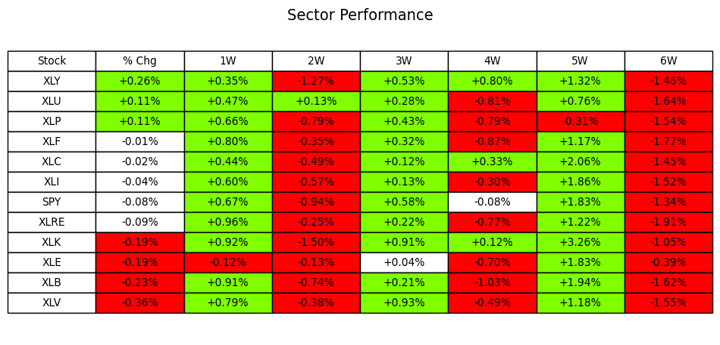 Sector Performance
Stock % Chg 1W 2W 3W 4W 5W 6W
XLY +0.26% +0.35% -1.27% +0.53% +0.80% +1.32% -1.46%
XLU +0.11% +0.47% +0.13% +0.28% -0.81% +0.76% -1.64%
XLP +0.11% +0.66% -0.79% +0.43% -0.79% -0.31% -1.54%
XLF -0.01% +0.80% -0.35% +0.32% -0.87% +1.17% -1.77%
XLC -0.02% +0.44% -0.49% +0.12% +0.33% +2.06% -1.45%
XLI -0.04% +0.60% -0.57% +0.13% -0.30% +1.86% -1.52%
SPY -0.08% +0.67% -0.94% +0.58% -0.08% +1.83% -1.34%
XLRE -0.09% +0.96% -0.25% +0.22% -0.77% +1.22% -1.91%
XLK -0.19% +0.92% -1.50% +0.91% +0.12% +3.26% -1.05%
XLE -0.19% -0.12% -0.13% +0.04% -0.70% +1.83% -0.39%
XLB -0.23% +0.91% -0.74% +0.21% -1.03% +1.94% -1.62%
XLV -0.36% +0.79% -0.38% +0.93% -0.49% +1.18% -1.55%